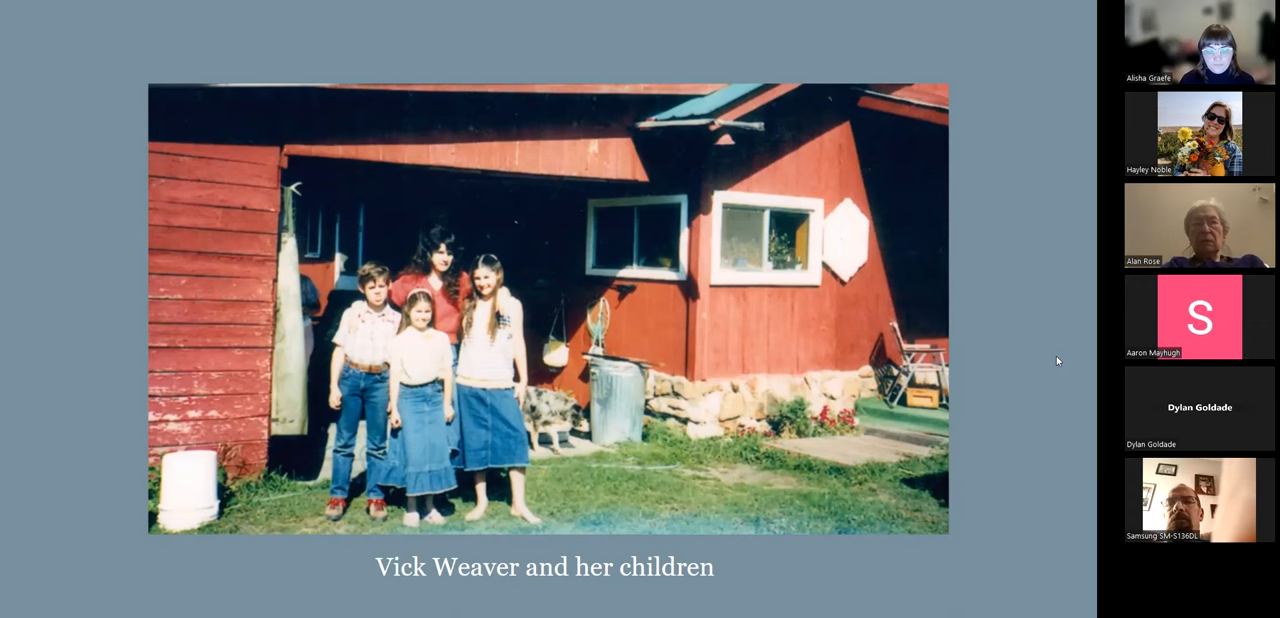 Vick Weaver and her children
Alisha Graefe
Hayley Noble
Alan Rose
S
Aaron Mayhugh
Dylan Goldade
Dylan Goldade
Samsung SM-S136DL